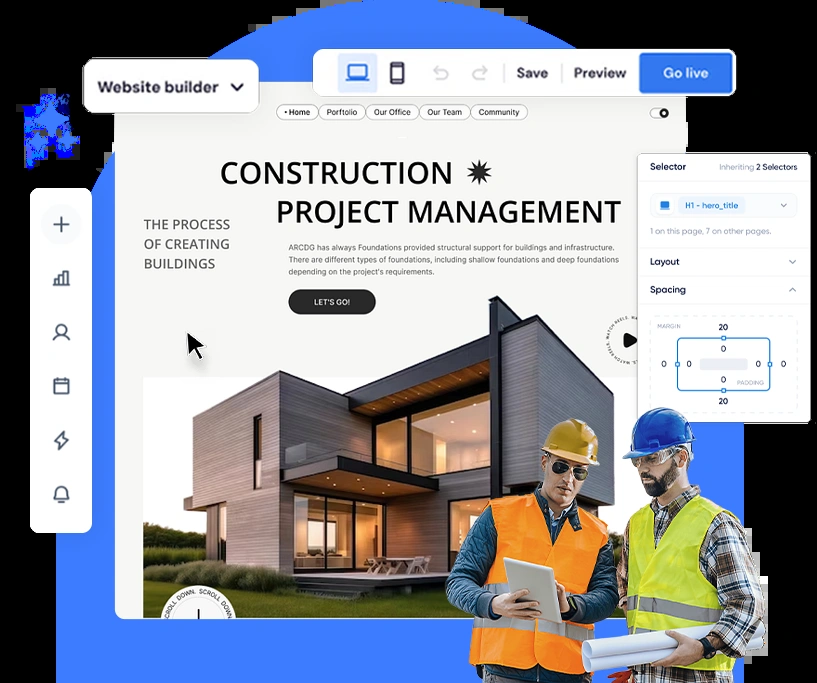 Website builder
Save
Preview
Go live
• Home
Porftolio
Our Office
Our Team
Community
CONSTRUCTION
PROJECT MANAGEMENT
THE PROCESS
OF CREATING
BUILDINGS
ARCDG has always Foundations provided structural support for buildings and infrastructure.
There are different types of foundations, including shallow foundations and deep foundations
depending on the project's requirements.
LET'S GO!
WATCH REELS. WATCH REELS.
SCROLL DOWN. SCROLL DOWN.
Selector
Inheriting 2 Selectors
H1 - hero_title
1 on this page, 7 on other pages.
Layout
Spacing
MARGIN
20
0
0
0
0
0
0
PADDING
20